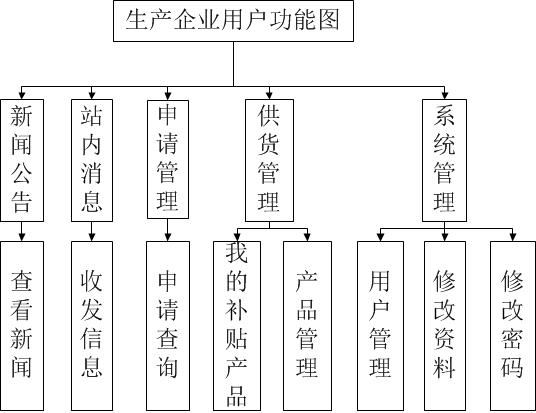 生产企业用户功能图
新闻公告
站内消息
申请管理
供货管理
系统管理
查看新闻
收发信息
申请查询
我的补贴产品
产品管理
用户管理
修改资料
修改密码